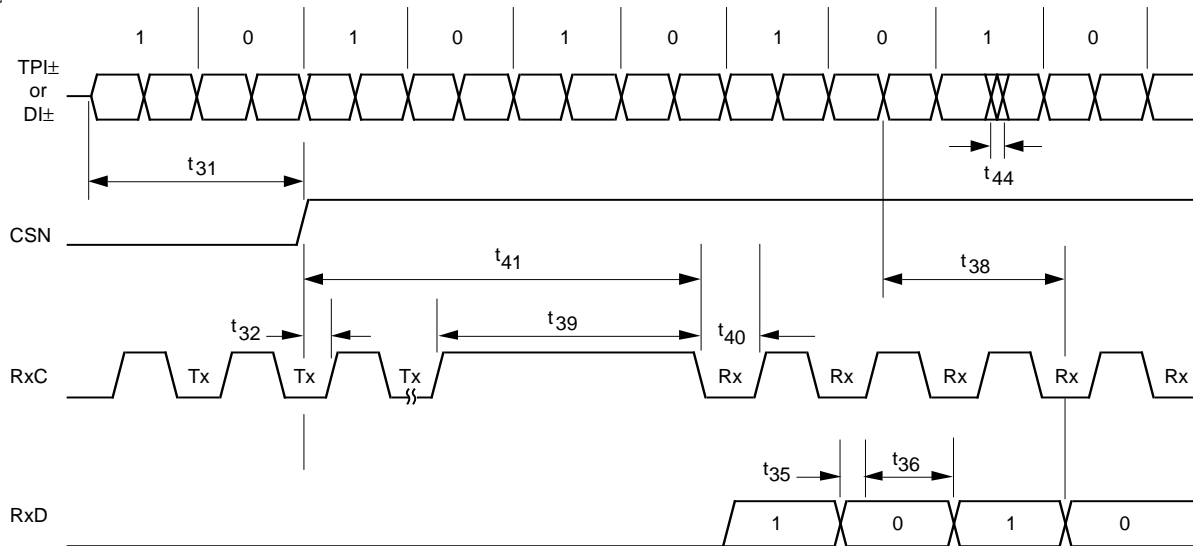 1 0 1 0 1 0 1 0 1 0
TPI±
or
DI±
t44
t31
CSN
t41
t38
t32
t39
t40
RxC
Tx Tx Tx Rx Rx Rx Rx Rx
t35
t36
RxD
1 0 1 0